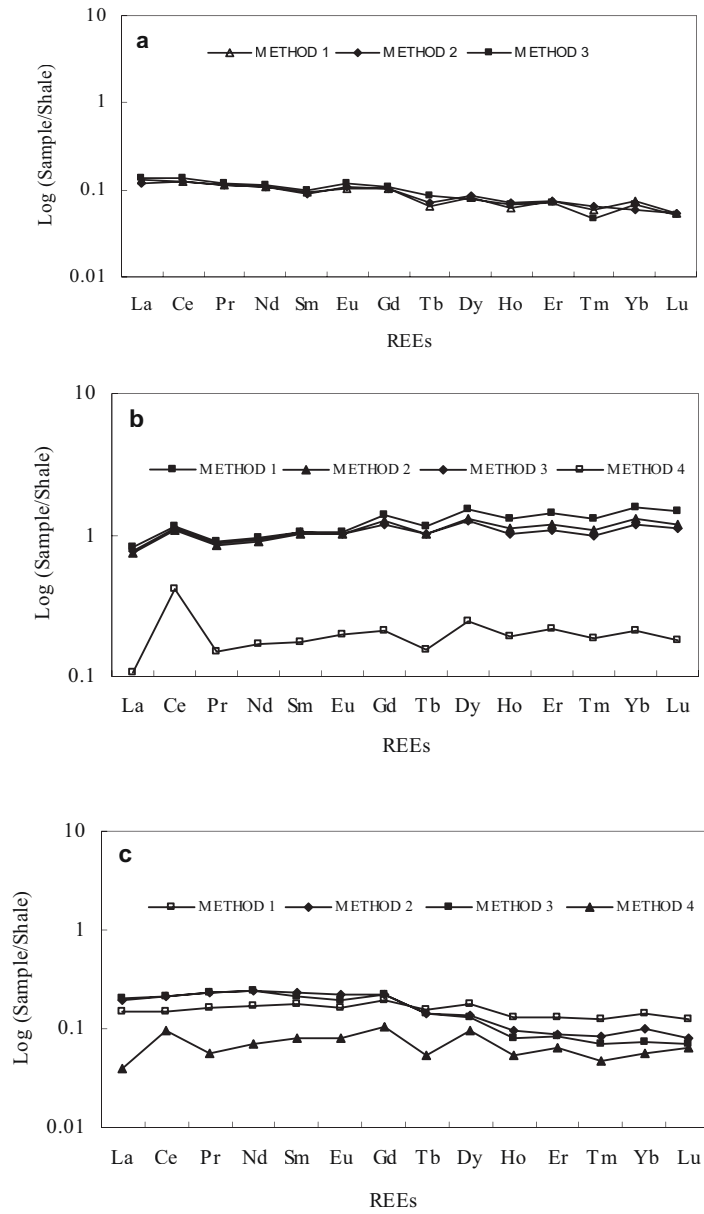 10
a
METHOD 1 METHOD 2 METHOD 3
1
0.1
0.01
Log (Sample/Shale)
La Ce Pr Nd Sm Eu Gd Tb Dy Ho Er Tm Yb Lu
REEs
10
b
METHOD 1 METHOD 2 METHOD 3 METHOD 4
1
0.1
Log (Sample/Shale)
La Ce Pr Nd Sm Eu Gd Tb Dy Ho Er Tm Yb Lu
REEs
10
c
METHOD 1 METHOD 2 METHOD 3 METHOD 4
1
0.1
0.01
Log (Sample/Shale)
La Ce Pr Nd Sm Eu Gd Tb Dy Ho Er Tm Yb Lu
REEs